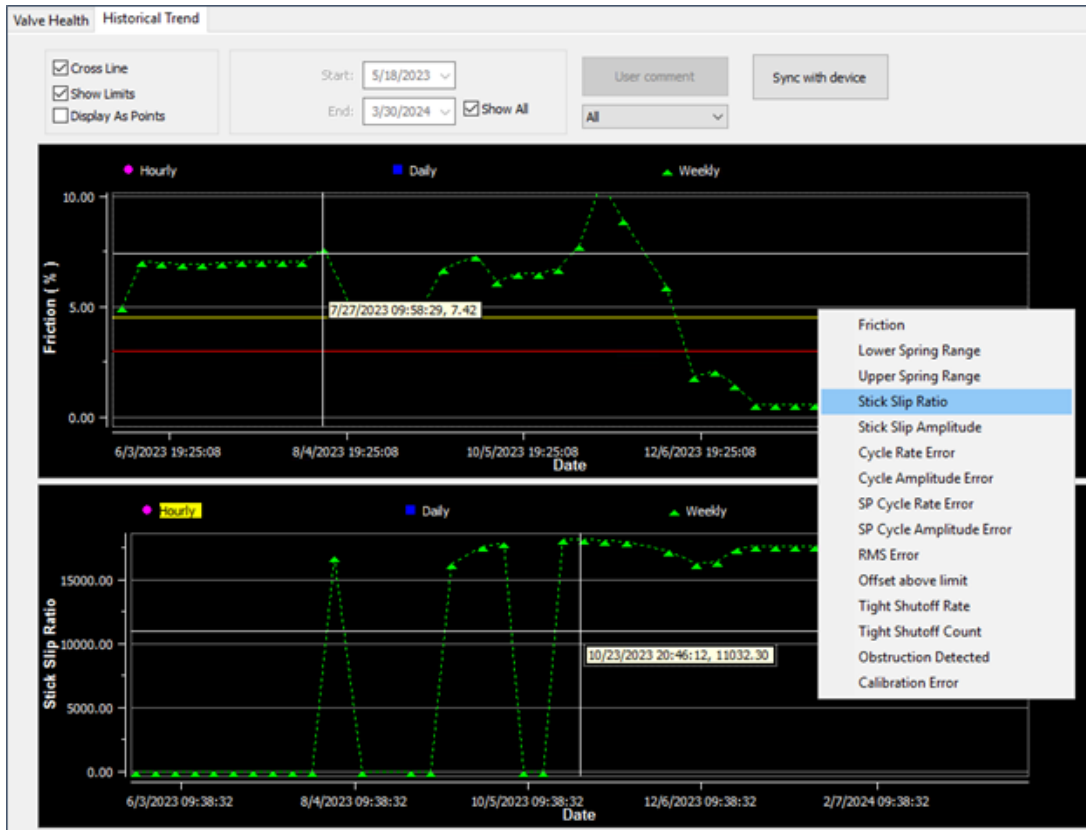 Valve Health Historical Trend
Cross Line
Show Limits
Display As Points
Start: 5/18/2023
End: 3/30/2024 Show All
User comment
All
Sync with device
Hourly Daily Weekly
Friction ( % )
10.00
5.00
0.00
7/27/2023 09:58:29, 7.42
6/3/2023 19:25:08 8/4/2023 19:25:08 10/5/2023 19:25:08 12/6/2023 19:25:08
Date
Friction
Lower Spring Range
Upper Spring Range
Stick Slip Ratio
Stick Slip Amplitude
Cycle Rate Error
Cycle Amplitude Error
SP Cycle Rate Error
SP Cycle Amplitude Error
RMS Error
Offset above limit
Tight Shutoff Rate
Tight Shutoff Count
Obstruction Detected
Calibration Error
Hourly Daily Weekly
Stick Slip Ratio
15000.00
10000.00
5000.00
0.00
10/23/2023 20:46:12, 11032.30
6/3/2023 09:38:32 8/4/2023 09:38:32 10/5/2023 09:38:32 12/6/2023 09:38:32 2/7/2024 09:38:32
Date